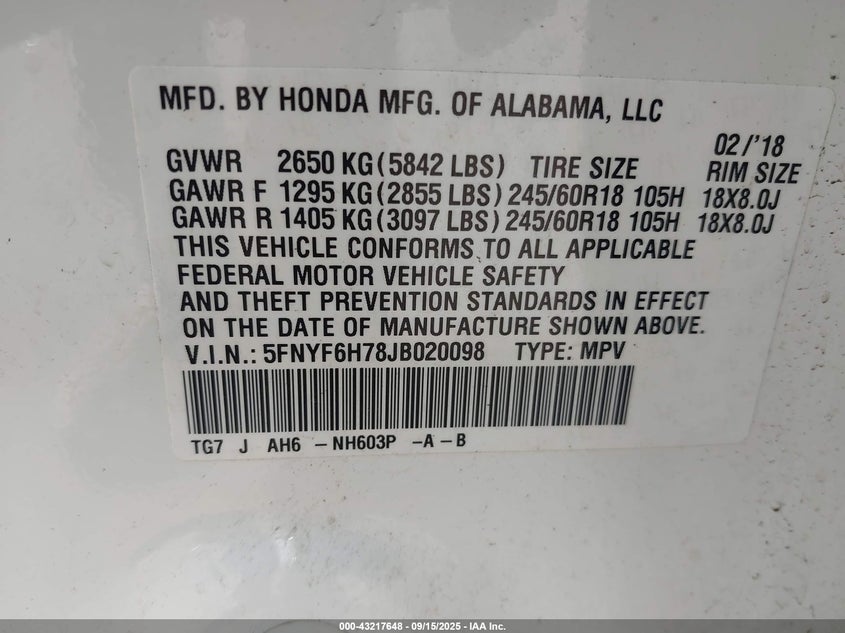 MFD. BY HONDA MFG. OF ALABAMA, LLC
02/'18
GVWR 2650 KG(5842 LBS) TIRE SIZE RIM SIZE
GAWR F 1295 KG(2855 LBS) 245/60R18 105H 18X8.0J
GAWR R 1405 KG(3097 LBS) 245/60R18 105H 18X8.0J
THIS VEHICLE CONFORMS TO ALL APPLICABLE
FEDERAL MOTOR VEHICLE SAFETY
AND THEFT PREVENTION STANDARDS IN EFFECT
ON THE DATE OF MANUFACTURE SHOWN ABOVE.
V.I.N.: 5FNYF6H78JB020098 TYPE: MPV
TG7 J AH6 -NH603P -A-B
000-43217648 - 09/15/2025 - IAA Inc.